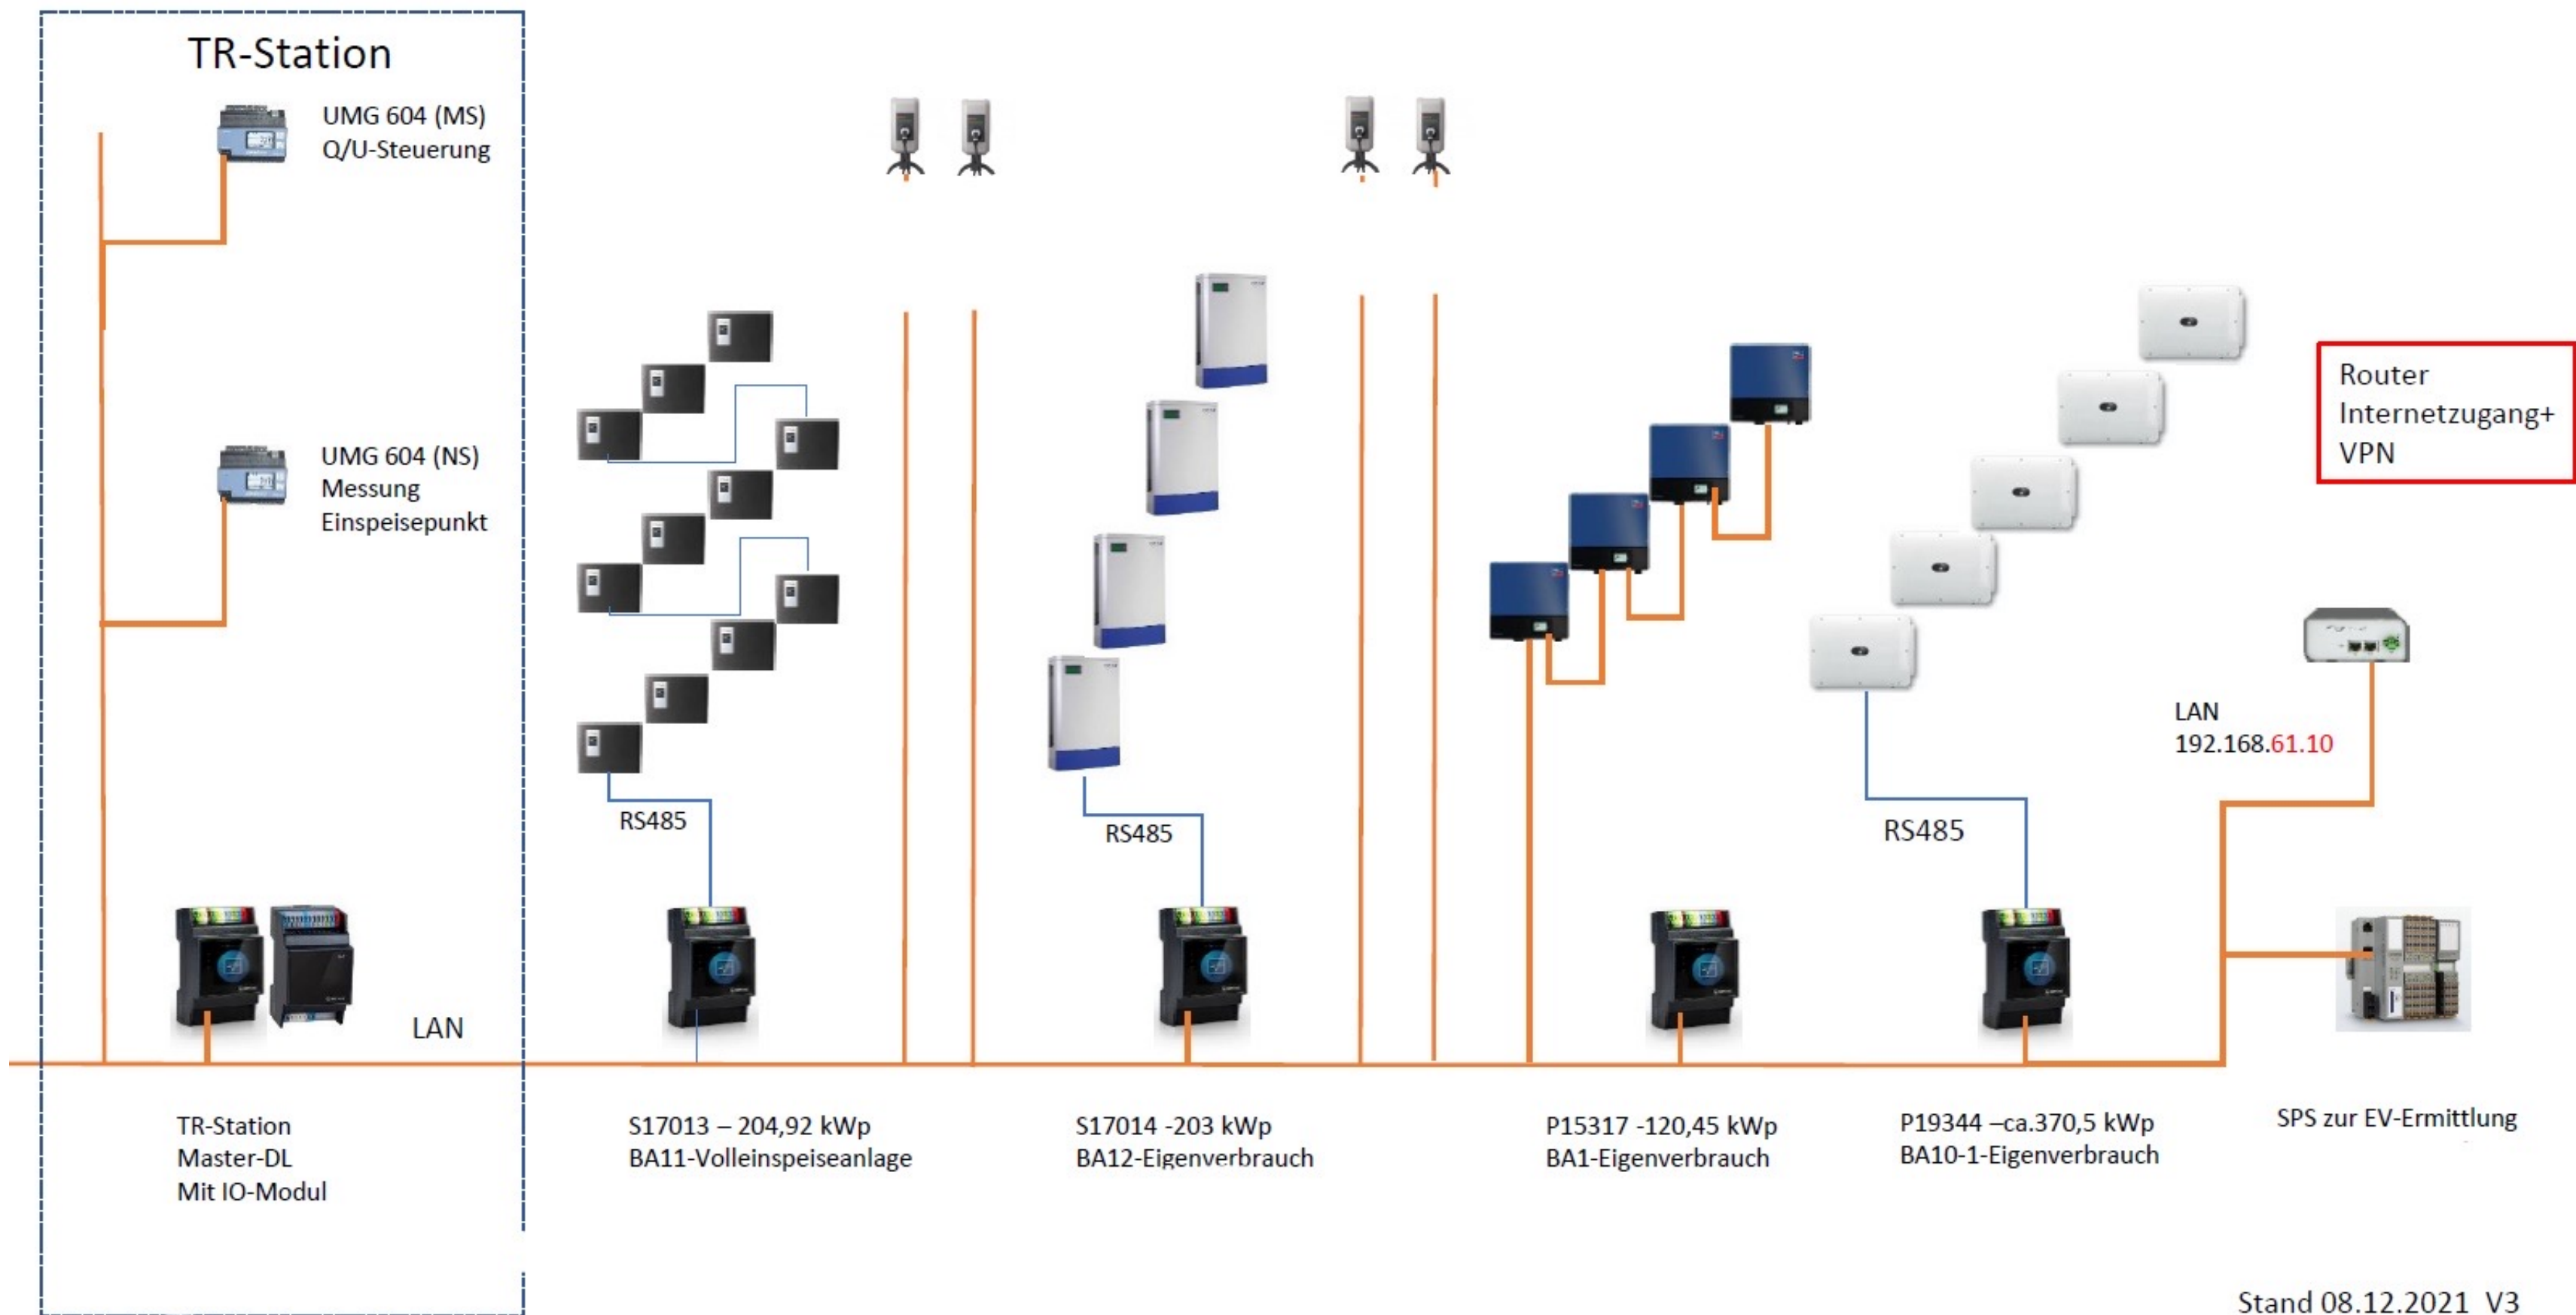 TR-Station
UMG 604 (MS)
Q/U-Steuerung
UMG 604 (NS)
Messung
Einspeisepunkt
LAN
TR-Station
Master-DL
Mit IO-Modul
RS485
S17013 – 204,92 kWp
BA11-Volleinspeiseanlage
RS485
S17014 -203 kWp
BA12-Eigenverbrauch
P15317 -120,45 kWp
BA1-Eigenverbrauch
RS485
P19344 –ca.370,5 kWp
BA10-1-Eigenverbrauch
Router
Internetzugang+
VPN
LAN
192.168.61.10
SPS zur EV-Ermittlung
Stand 08.12.2021 V3